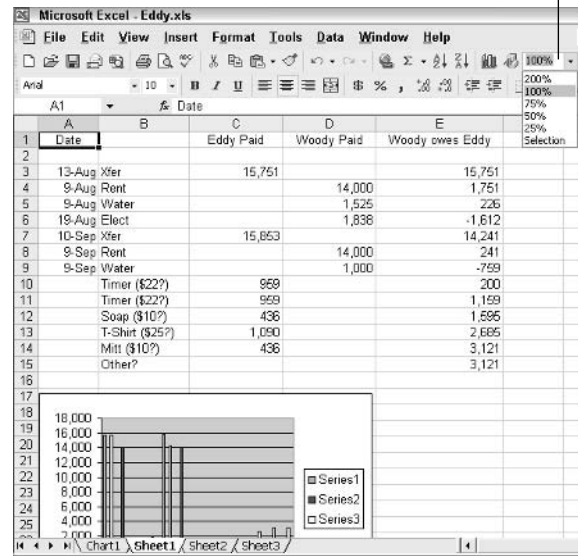 Microsoft Excel - Eddy.xls
File Edit View Insert Format Tools Data Window Help
100%
Arial 10 B I U $ % ,
200%
100%
75%
50%
25%
Selection
A1 fx Date
A B C D E
1 Date Eddy Paid Woody Paid Woody owes Eddy
2
3 13-Aug Xfer 15,751 15,751
4 9-Aug Rent 14,000 1,751
5 9-Aug Water 1,525 226
6 19-Aug Elect 1,838 -1,612
7 10-Sep Xfer 15,853 14,241
8 9-Sep Rent 14,000 241
9 9-Sep Water 1,000 -759
10 Timer ($22?) 959 200
11 Timer ($22?) 959 1,159
12 Soap ($10?) 436 1,595
13 T-Shirt ($25?) 1,090 2,685
14 Mitt ($10?) 436 3,121
15 Other? 3,121
16
17
18
19
20
21
22
23
24
25
18,000
16,000
14,000
12,000
10,000
8,000
6,000
4,000
2,000
Series1
Series2
Series3
Chart1 Sheet1 Sheet2 Sheet3